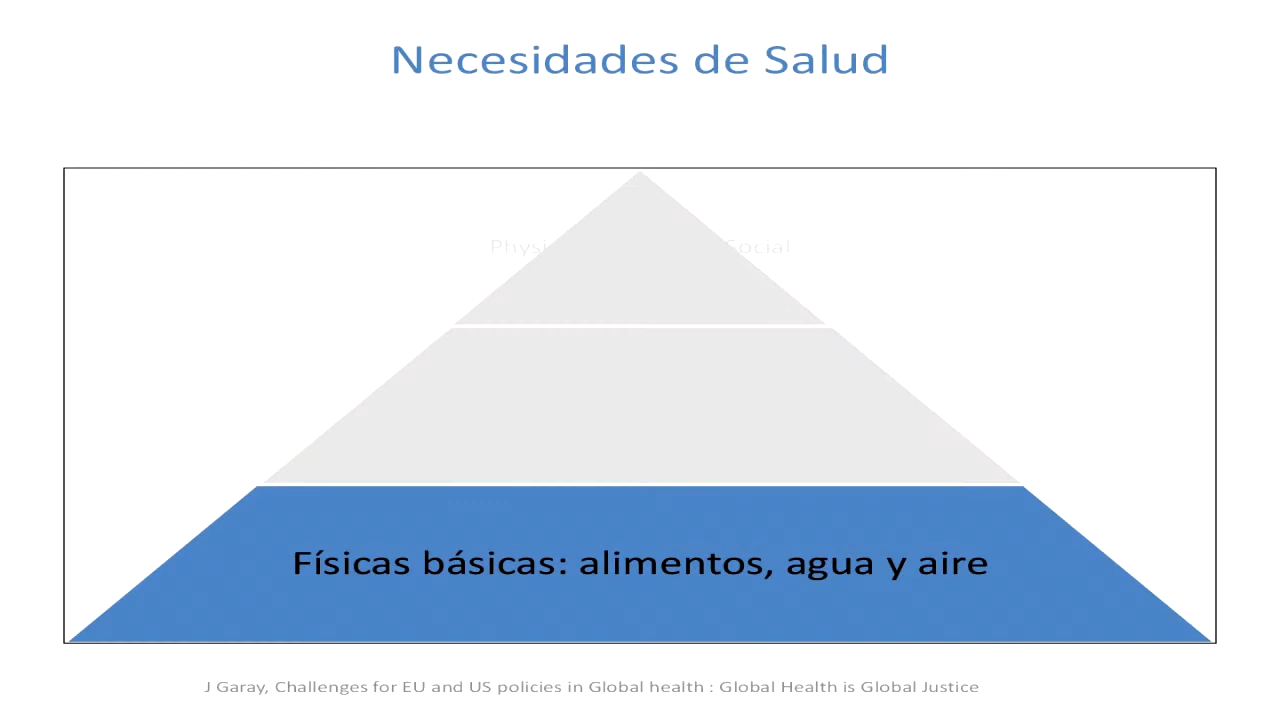 Necesidades de Salud
Social
Físicas básicas: alimentos, agua y aire
J Garay, Challenges for EU and US policies in Global health : Global Health is Global Justice